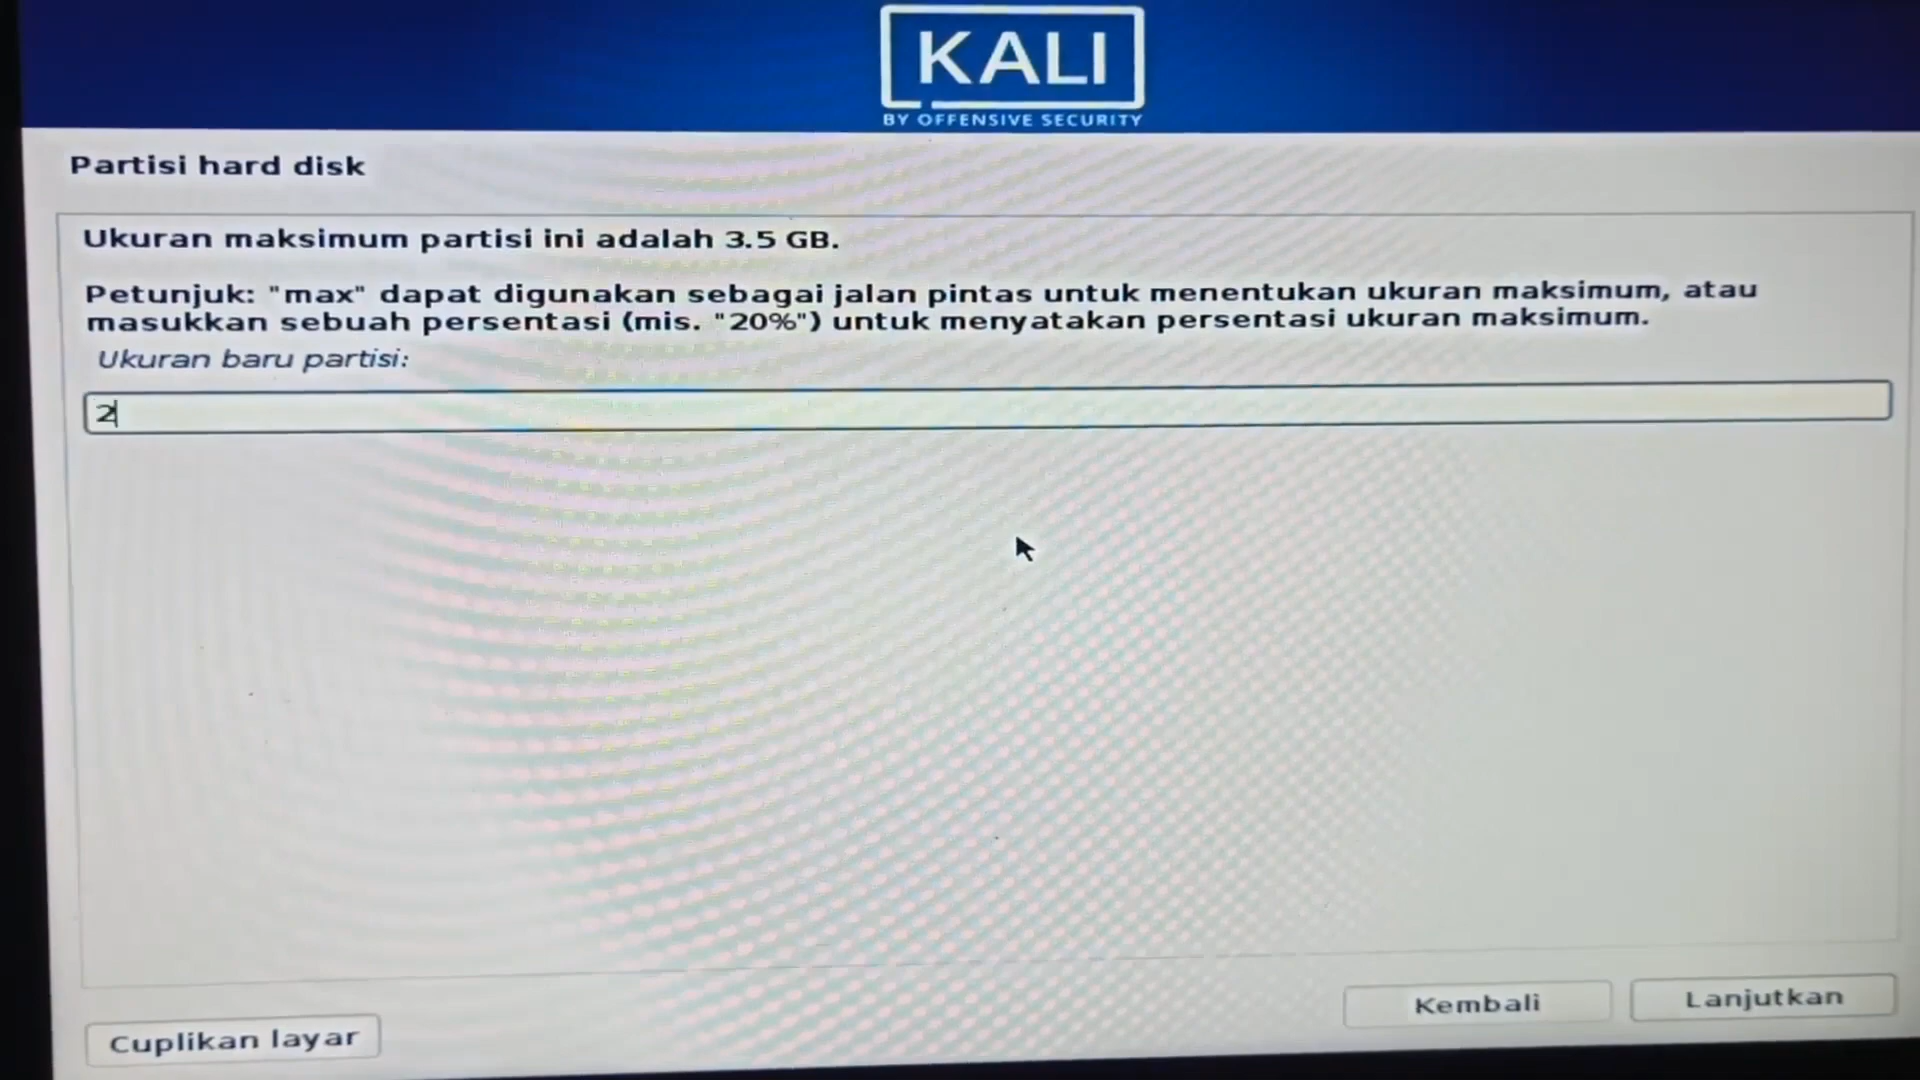 KALI
BY OFFENSIVE SECURITY
Partisi hard disk
Ukuran maksimum partisi ini adalah 3.5 GB.
Petunjuk: "max" dapat digunakan sebagai jalan pintas untuk menentukan ukuran maksimum, atau
masukkan sebuah persentasi (mis. "20%") untuk menyatakan persentasi ukuran maksimum.
Ukuran baru partisi:
2
Kembali
Lanjutkan
Cuplikan layar